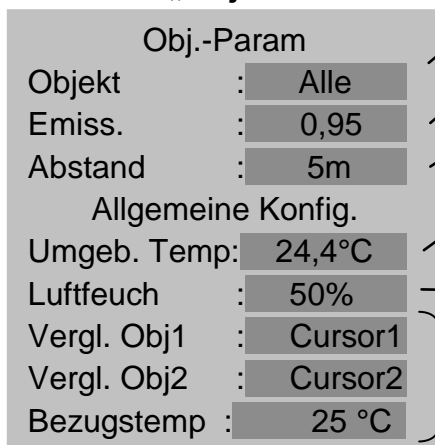 Obj.-Param
Objekt : Alle
Emiss. : 0,95
Abstand : 5m
Allgemeine Konfig.
Umgeb. Temp: 24,4°C
Luftfeuch : 50%
Vergl. Obj1 : Cursor1
Vergl. Obj2 : Cursor2
Bezugstemp : 25 °C